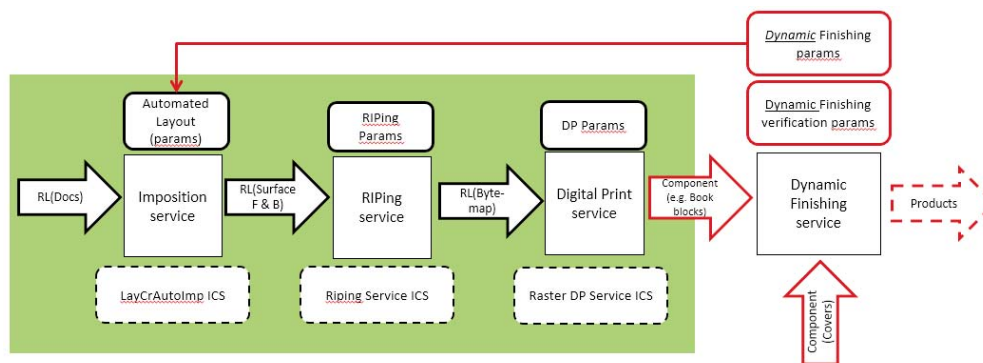 Dynamic Finishing
params
Automated
Layout
(params)
RIPing
Params
DP Params
Dynamic Finishing
verification params
RL(Docs)
Imposition
service
RL(Surface
F & B)
RIPing
service
RL(Byte-
map)
Digital Print
service
Component
(e.g. Book
blocks)
Dynamic
Finishing
service
Products
LayCrAutoImp ICS
Riping Service ICS
Raster DP Service ICS
Component
(Covers)